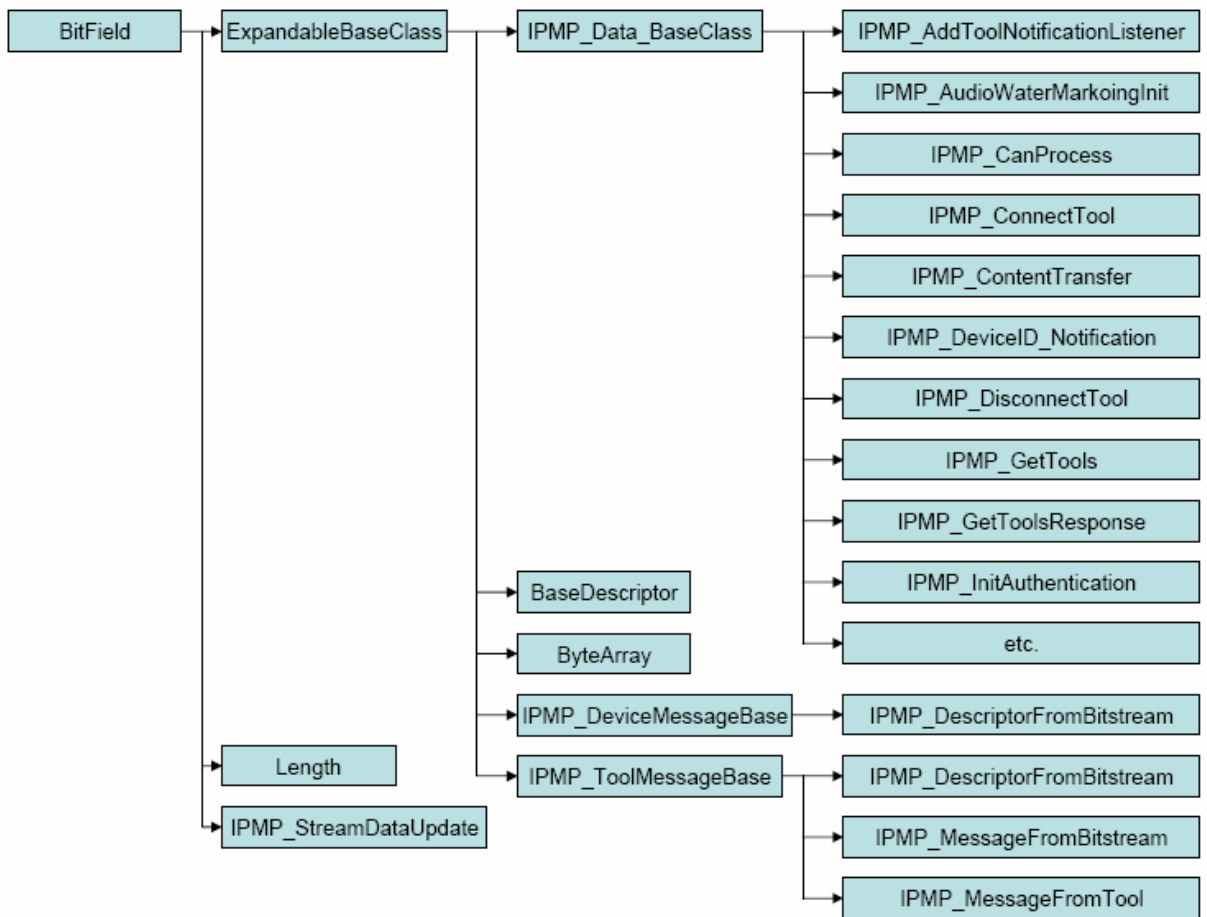 BitField
ExpandableBaseClass
IPMP_Data_BaseClass
IPMP_AddToolNotificationListener
IPMP_AudioWaterMarkoingInit
IPMP_CanProcess
IPMP_ConnectTool
IPMP_ContentTransfer
IPMP_DeviceID_Notification
IPMP_DisconnectTool
IPMP_GetTools
IPMP_GetToolsResponse
IPMP_InitAuthentication
etc.
BaseDescriptor
ByteArray
IPMP_DeviceMessageBase
IPMP_DescriptorFromBitstream
IPMP_ToolMessageBase
IPMP_DescriptorFromBitstream
IPMP_MessageFromBitstream
IPMP_MessageFromTool
Length
IPMP_StreamDataUpdate